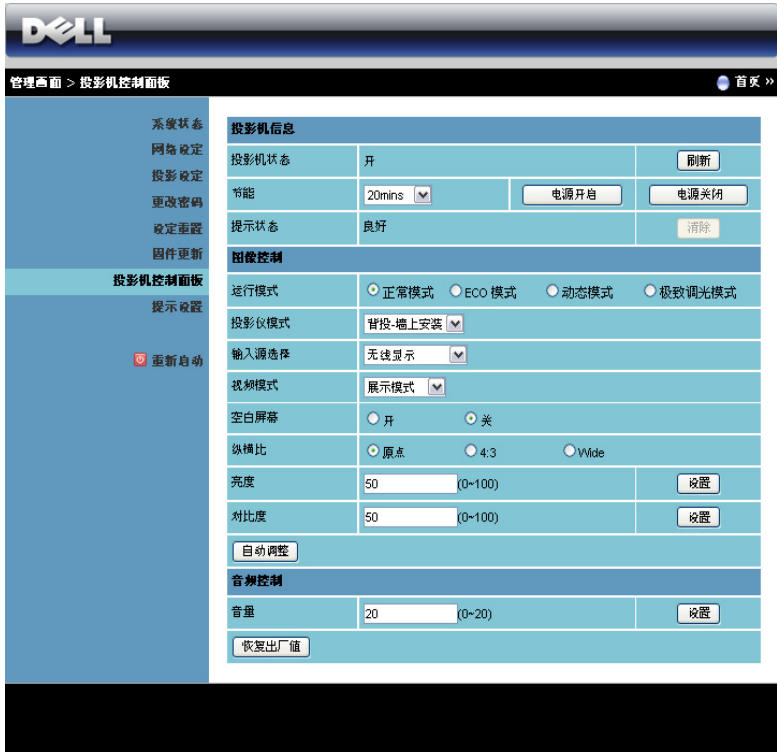 DELL
管理画面 > 投影机控制面板 首页 »
系统状态
网络设定
投影设定
更改密码
设定重置
固件更新
投影机控制面板
提示设置
重新启动
投影机信息
投影机状态 开 刷新
节能 20mins 电源开启 电源关闭
提示状态 良好 清除
图像控制
运行模式 正常模式 ECO 模式 动态模式 极致调光模式
投影仪模式 背投-墙上安装
输入源选择 无线显示
视频模式 展示模式
空白屏幕 开 关
纵横比 原点 4:3 Wide
亮度 50 (0~100) 设置
对比度 50 (0~100) 设置
自动调整
音频控制
音量 20 (0~20) 设置
恢复出厂值